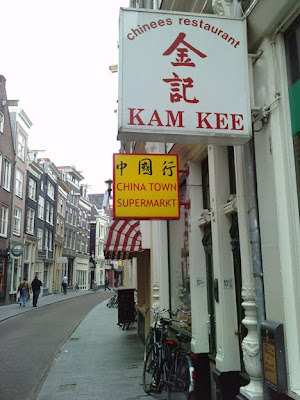 chinees restaurant
金
記
KAM KEE
中國行
CHINA TOWN
SUPERMARKT